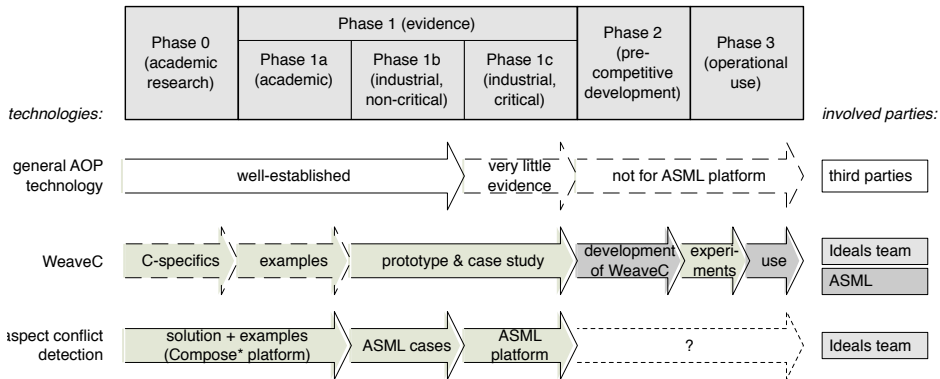 Phase 0
(academic
research)
Phase 1 (evidence)
Phase 1a
(academic)
Phase 1b
(industrial,
non-critical)
Phase 1c
(industrial,
critical)
Phase 2
(pre-
competitive
development)
Phase 3
(operational
use)
technologies:
involved parties:
general AOP
technology
well-established
very little
evidence
not for ASML platform
third parties
WeaveC
C-specifics
examples
prototype & case study
development
of WeaveC
experi-
ments
use
Ideals team
ASML
aspect conflict
detection
solution + examples
(Compose* platform)
ASML cases
ASML
platform
?
Ideals team